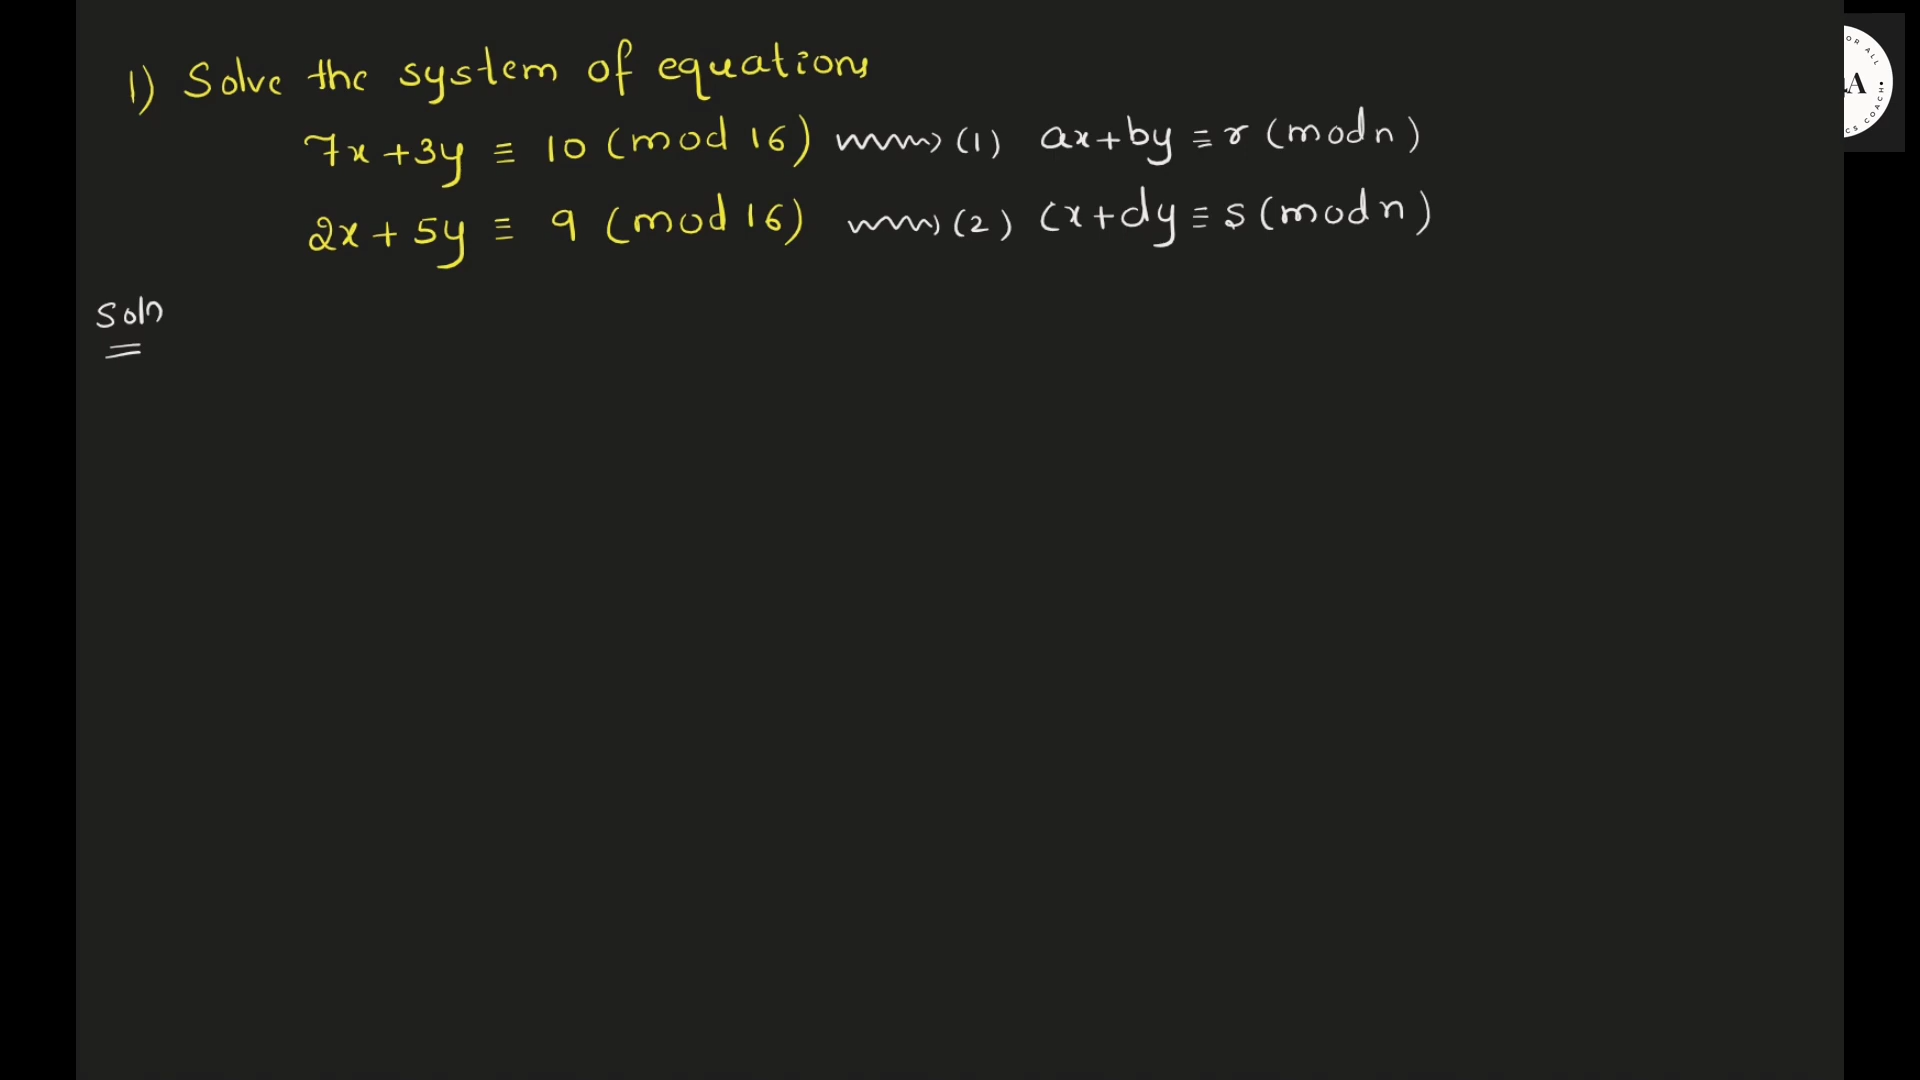 1) Solve the system of equations
7x + 3y ≡ 10 (mod 16) → (1) ax + by ≡ r (mod n)
2x + 5y ≡ 9 (mod 16) → (2) cx + dy ≡ s (mod n)
Soln